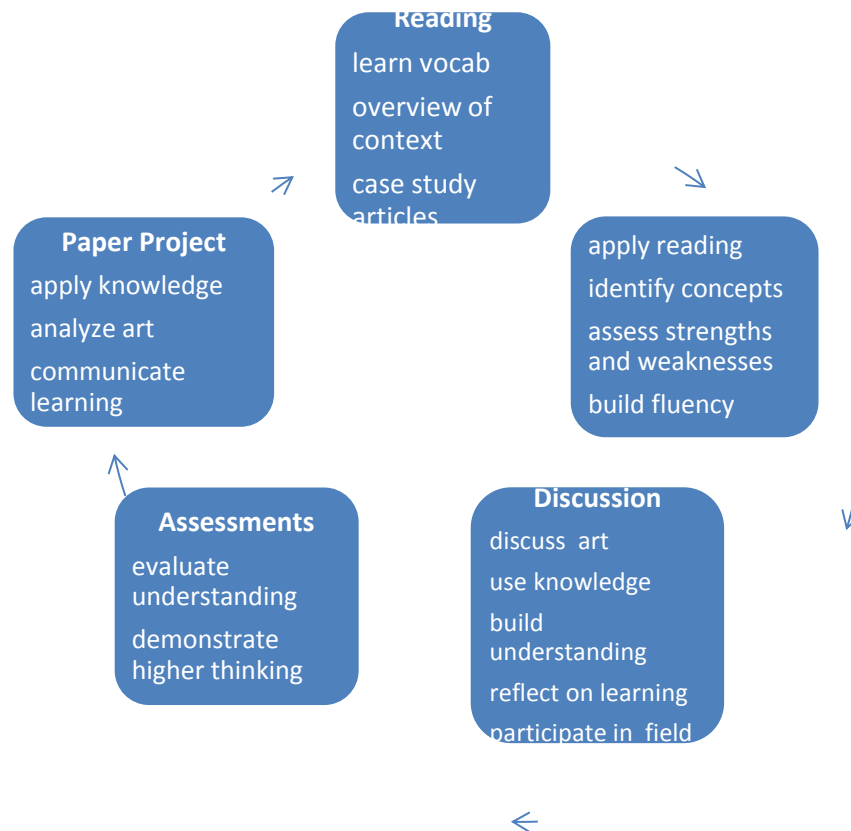 Reading
learn vocab
overview of
context
case study
articles
apply reading
identify concepts
assess strengths
and weaknesses
build fluency
Discussion
discuss art
use knowledge
build
understanding
reflect on learning
participate in field
Assessments
evaluate
understanding
demonstrate
higher thinking
Paper Project
apply knowledge
analyze art
communicate
learning